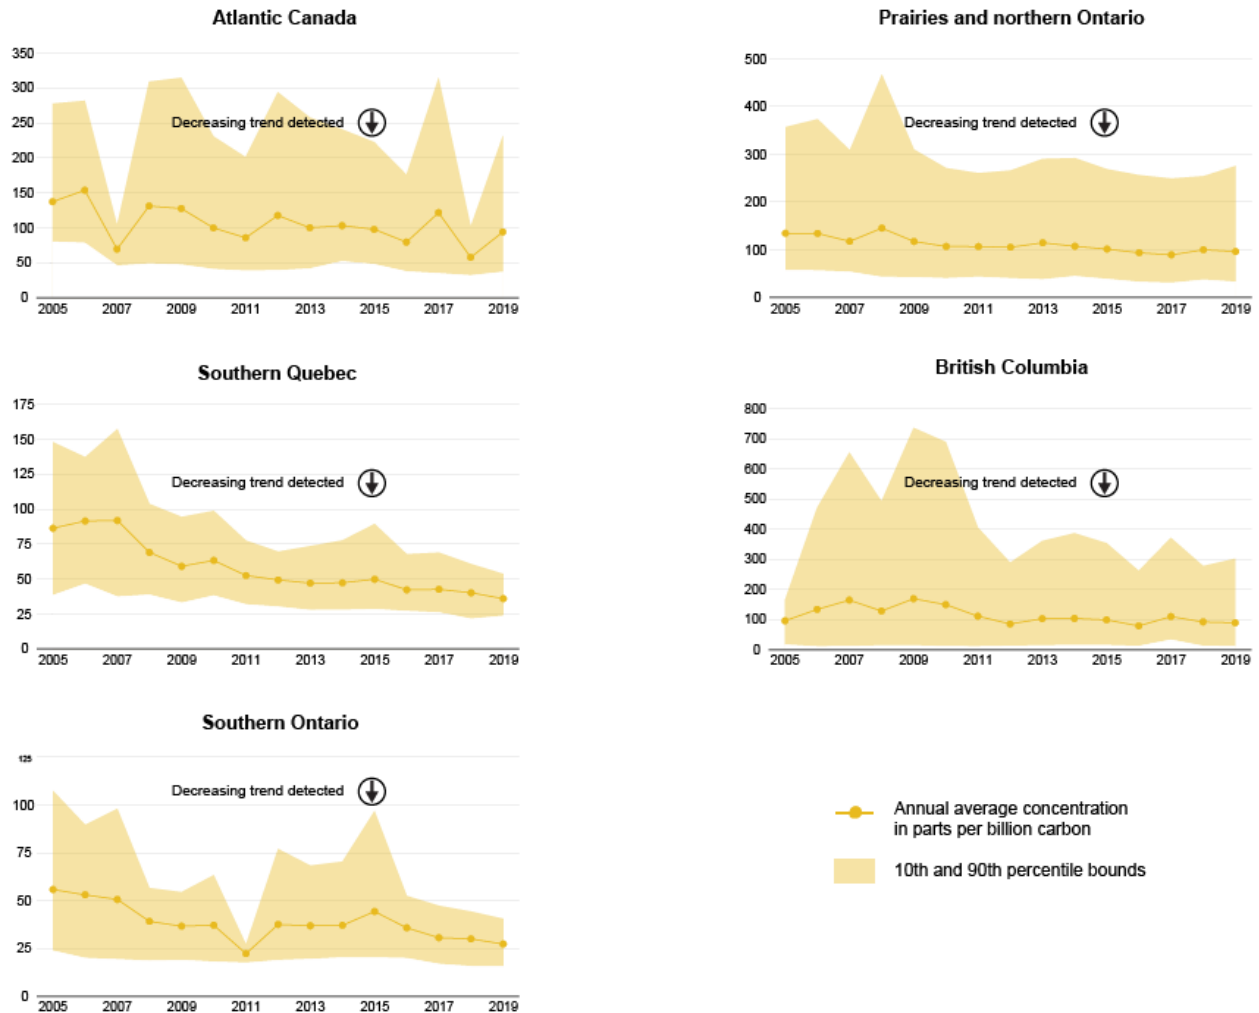 Atlantic Canada
350
300
250
200
150
100
50
0
Decreasing trend detected
2005 2007 2009 2011 2013 2015 2017 2019
Prairies and northern Ontario
500
400
300
200
100
0
Decreasing trend detected
2005 2007 2009 2011 2013 2015 2017 2019
Southern Quebec
175
150
125
100
75
50
25
0
Decreasing trend detected
2005 2007 2009 2011 2013 2015 2017 2019
British Columbia
800
700
600
500
400
300
200
100
0
Decreasing trend detected
2005 2007 2009 2011 2013 2015 2017 2019
Southern Ontario
125
100
75
50
25
0
Decreasing trend detected
2005 2007 2009 2011 2013 2015 2017 2019
Annual average concentration
in parts per billion carbon
10th and 90th percentile bounds